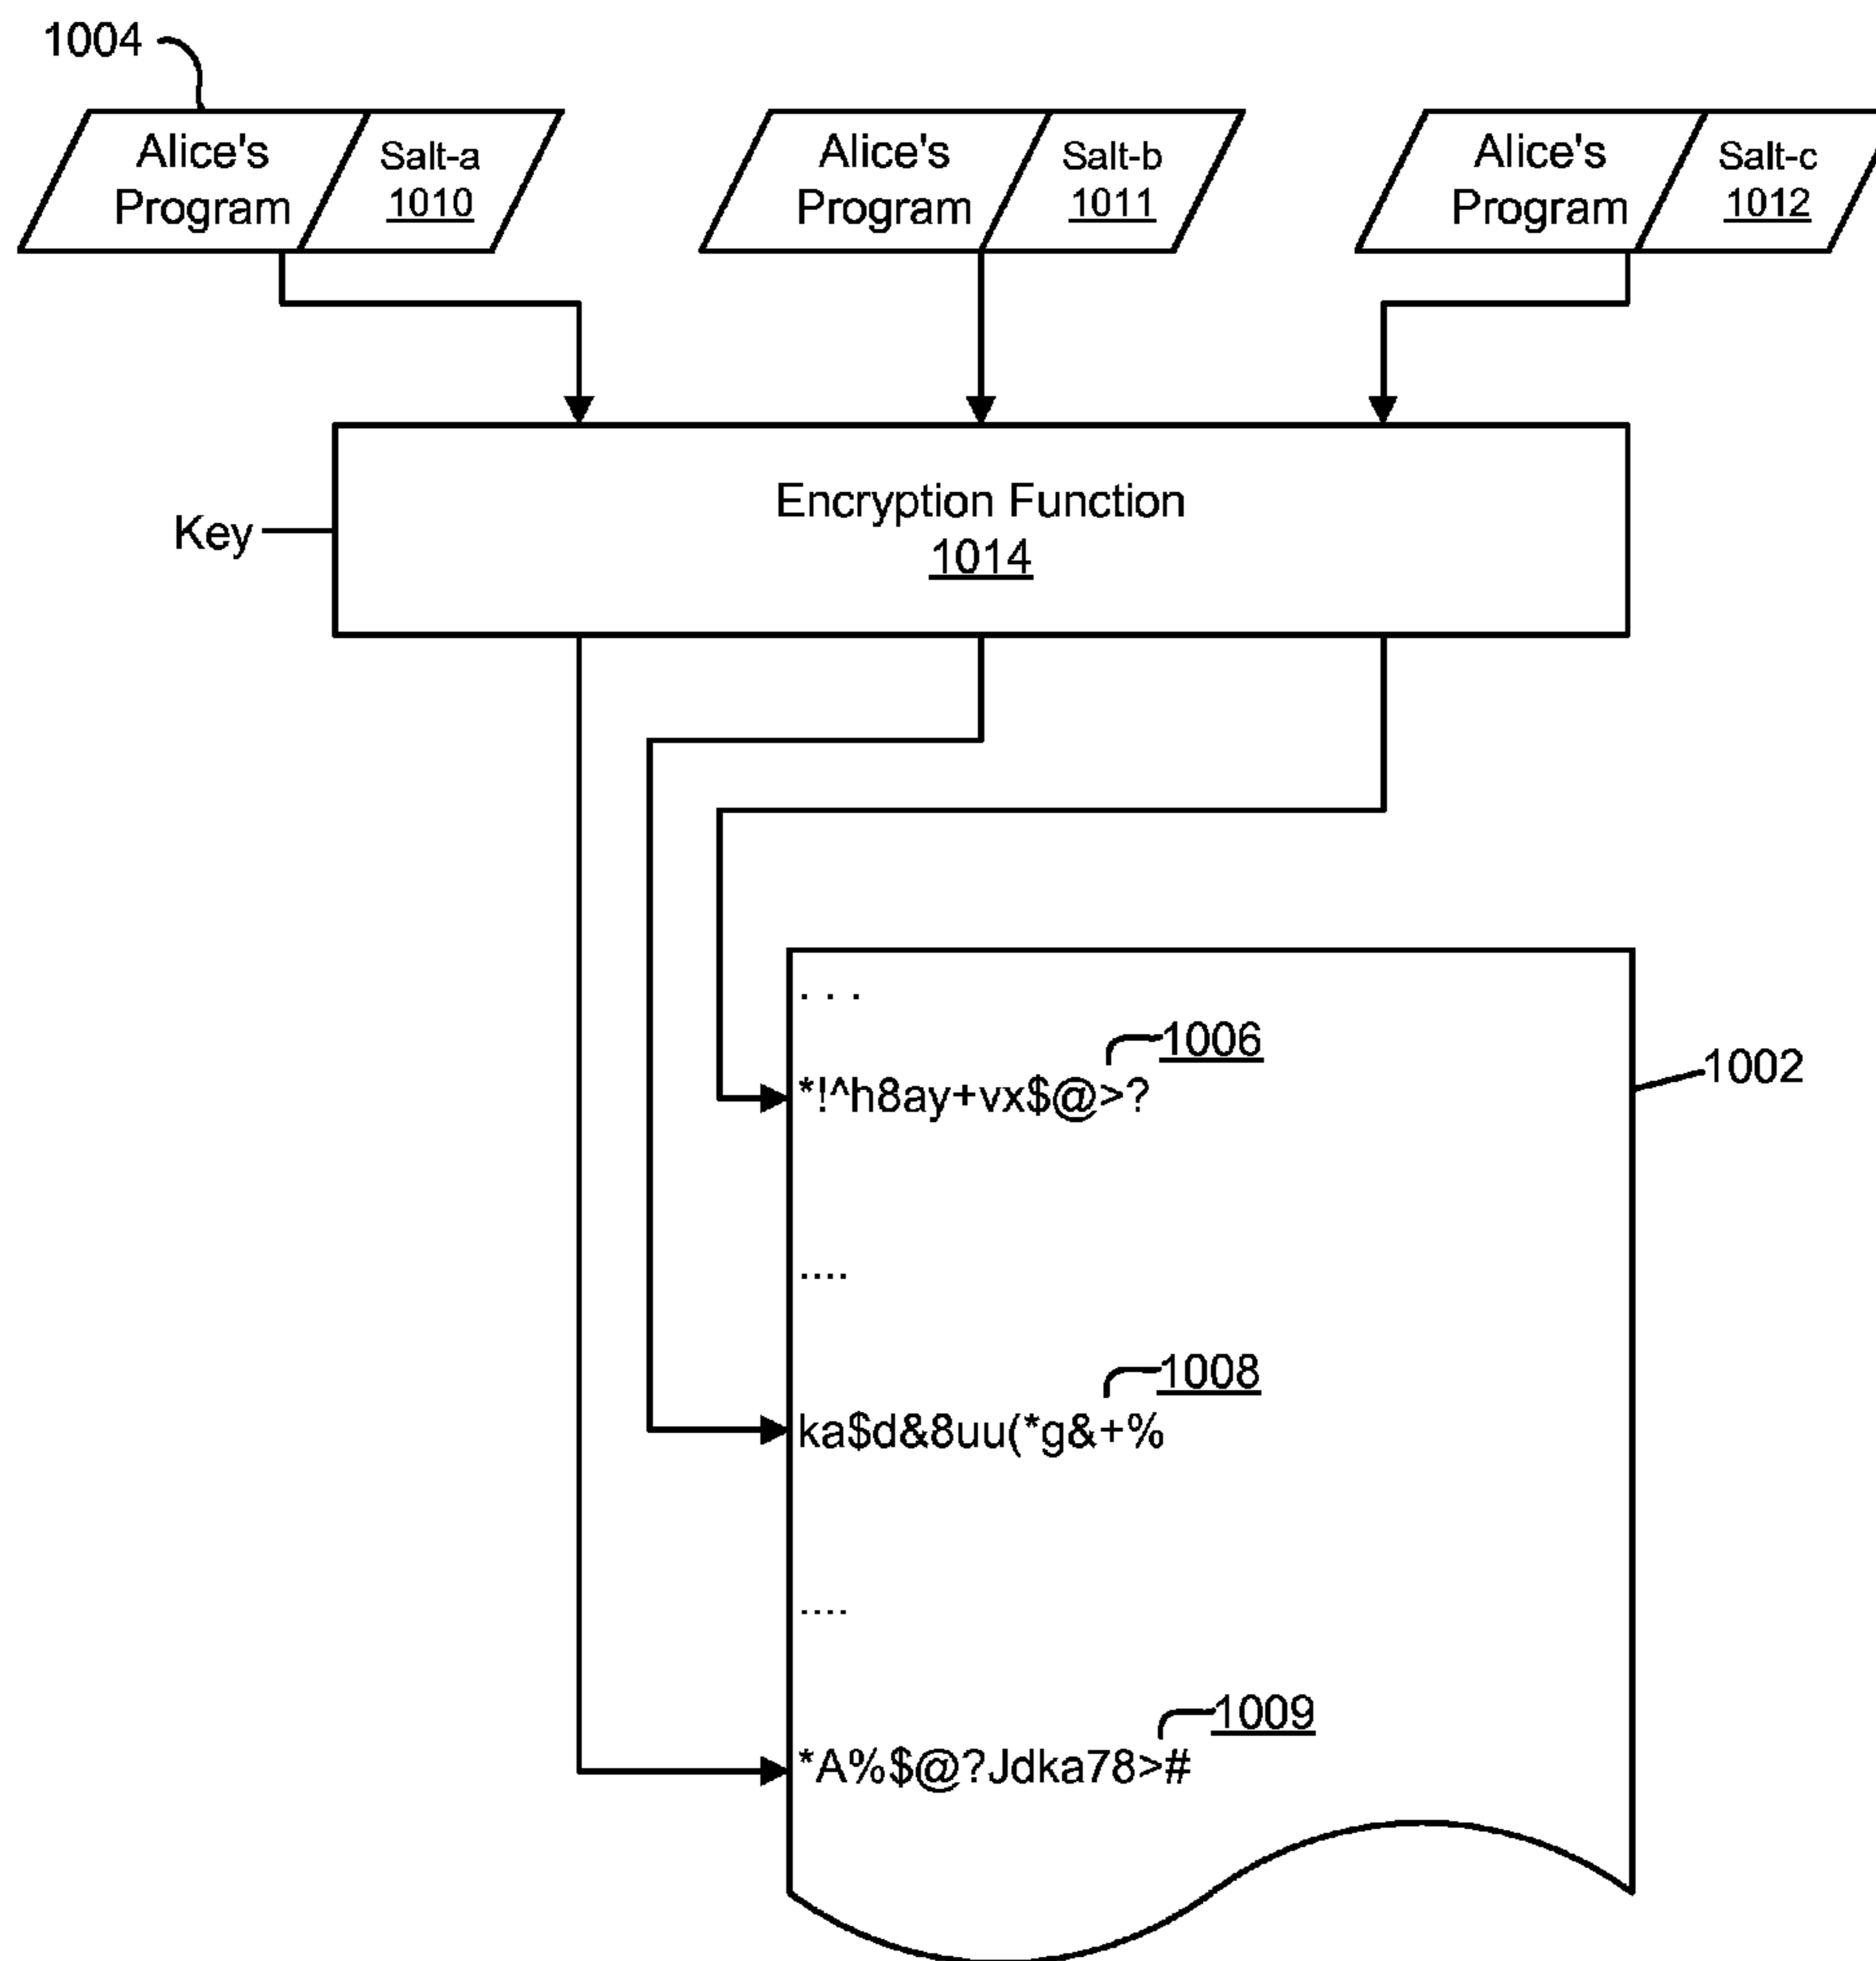 1004
Alice's
Program
Salt-a
1010
Alice's
Program
Salt-b
1011
Alice's
Program
Salt-c
1012
Key
Encryption Function
1014
. . .
1006
*!^h8ay+vx$@>?
1002
....
1008
ka$d&8uu(*g&+%
....
1009
*A%$@?Jdka78>#